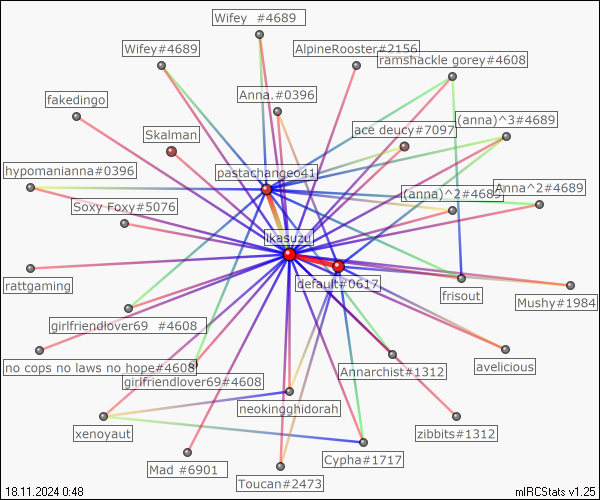 Wifey #4689
Wifey#4689
AlpineRooster#2156
ramshackle gorey#4608
fakedingo
Anna.#0396
Skalman
ace deucy#7097
(anna)^3#4689
hypomanianna#0396
pastachangeo41
(anna)^2#4689
Anna^2#4689
Soxy Foxy#5076
ikasuzu
rattgaming
default#0617
frisout
Mushy#1984
girlfriendlover69 #4608
no cops no laws no hope#4608
girlfriendlover69#4608
Annarchist#1312
avelicious
neokingghidorah
xenoyaut
zibbits#1312
Mad #6901
Toucan#2473
Cypha#1717
18.11.2024 0:48
mIRCStats v1.25